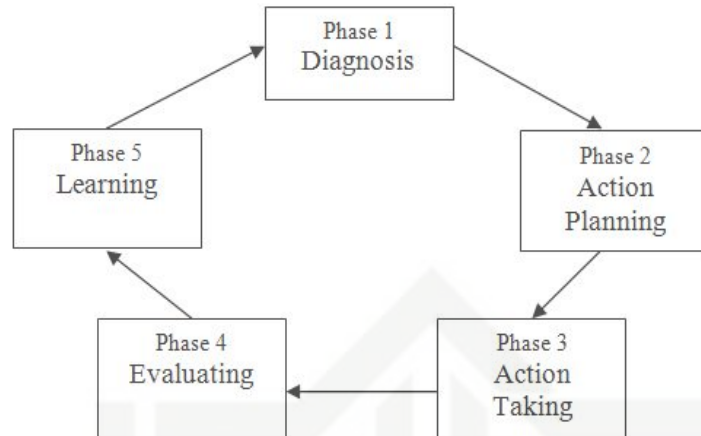 Phase 1
Diagnosis
Phase 2
Action
Planning
Phase 3
Action
Taking
Phase 4
Evaluating
Phase 5
Learning